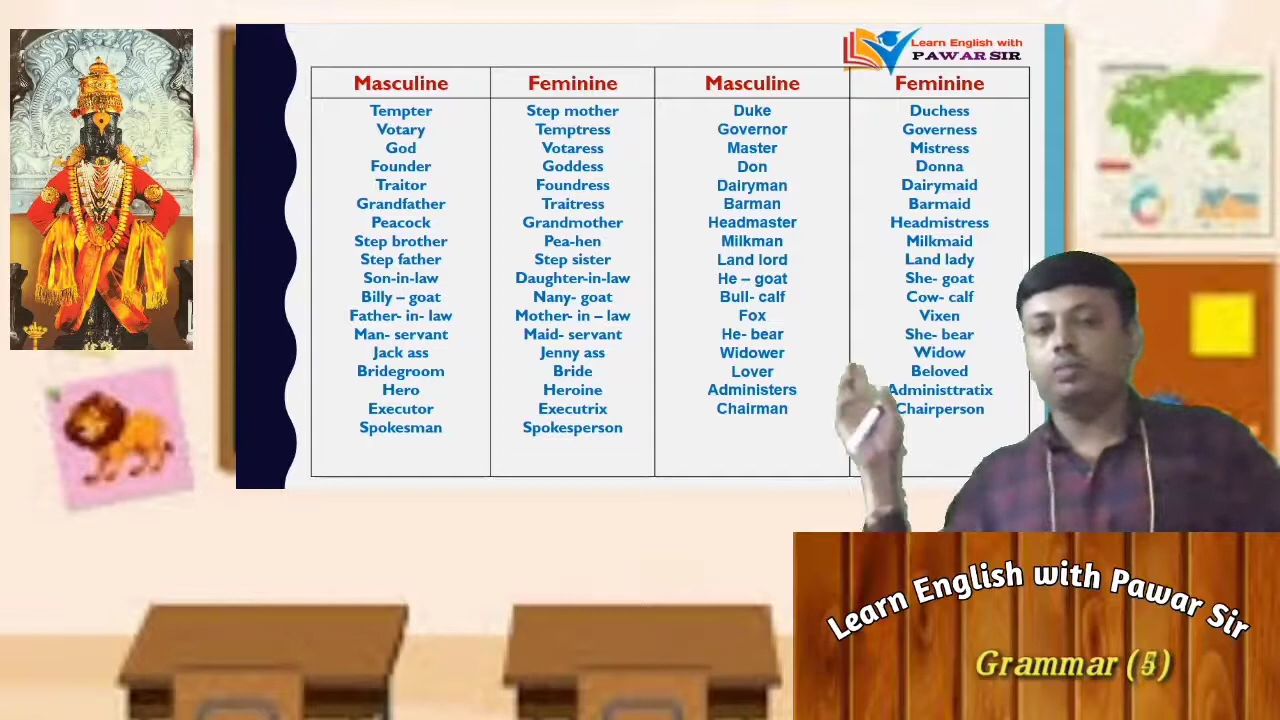 Learn English with
PAWAR SIR
Masculine Feminine Masculine Feminine
Tempter Step mother Duke Duchess
Votary Temptress Governor Governess
God Votaress Master Mistress
Founder Goddess Don Donna
Traitor Foundress Dairyman Dairymaid
Grandfather Traitress Barman Barmaid
Peacock Grandmother Headmaster Headmistress
Step brother Pea-hen Milkman Milkmaid
Step father Step sister Land lord Land lady
Son-in-law Daughter-in-law He – goat She- goat
Billy – goat Nany- goat Bull- calf Cow- calf
Father- in- law Mother- in – law Fox Vixen
Man- servant Maid- servant He- bear She- bear
Jack ass Jenny ass Widower Widow
Bridegroom Bride Lover Beloved
Hero Heroine Administers Administtratix
Executor Executrix Chairman Chairperson
Spokesman Spokesperson
Learn English with Pawar Sir
Grammar (5)